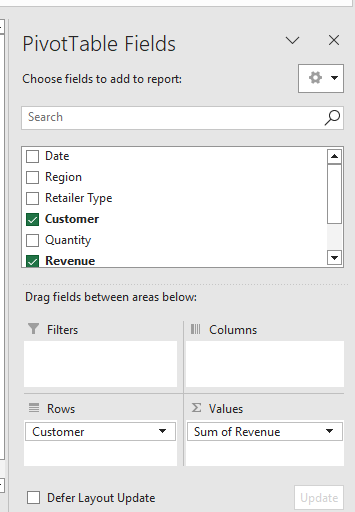 PivotTable Fields
Choose fields to add to report:
Search
Date
Region
Retailer Type
Customer
Quantity
Revenue
Drag fields between areas below:
Filters
Columns
Rows
Σ Values
Customer
Sum of Revenue
Defer Layout Update
Update